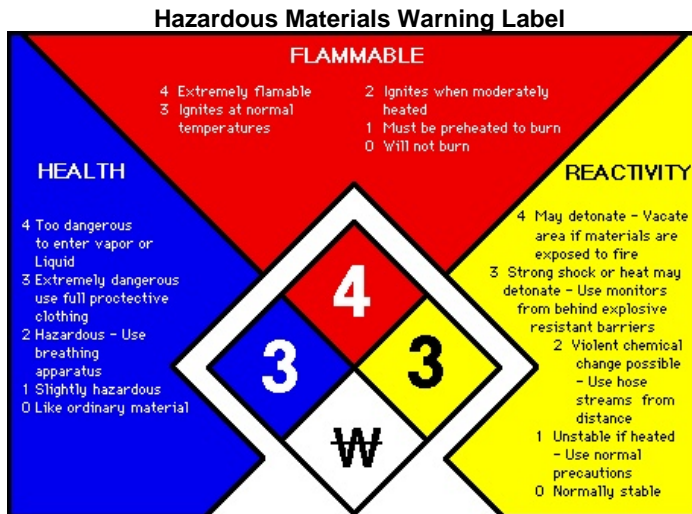 Hazardous Materials Warning Label
FLAMMABLE
4 Extremely flamable
3 Ignites at normal
temperatures
2 Ignites when moderately
heated
1 Must be preheated to burn
0 Will not burn
HEALTH
4 Too dangerous
to enter vapor or
Liquid
3 Extremely dangerous
use full proctective
clothing
2 Hazardous - Use
breathing
apparatus
1 Slightly hazardous
0 Like ordinary material
REACTIVITY
4 May detonate - Vacate
area if materials are
exposed to fire
3 Strong shock or heat may
detonate - Use monitors
from behind explosive
resistant barriers
2 Violent chemical
change possible
- Use hose
streams from
distance
1 Unstable if heated
- Use normal
precautions
0 Normally stable
4
3
3
W